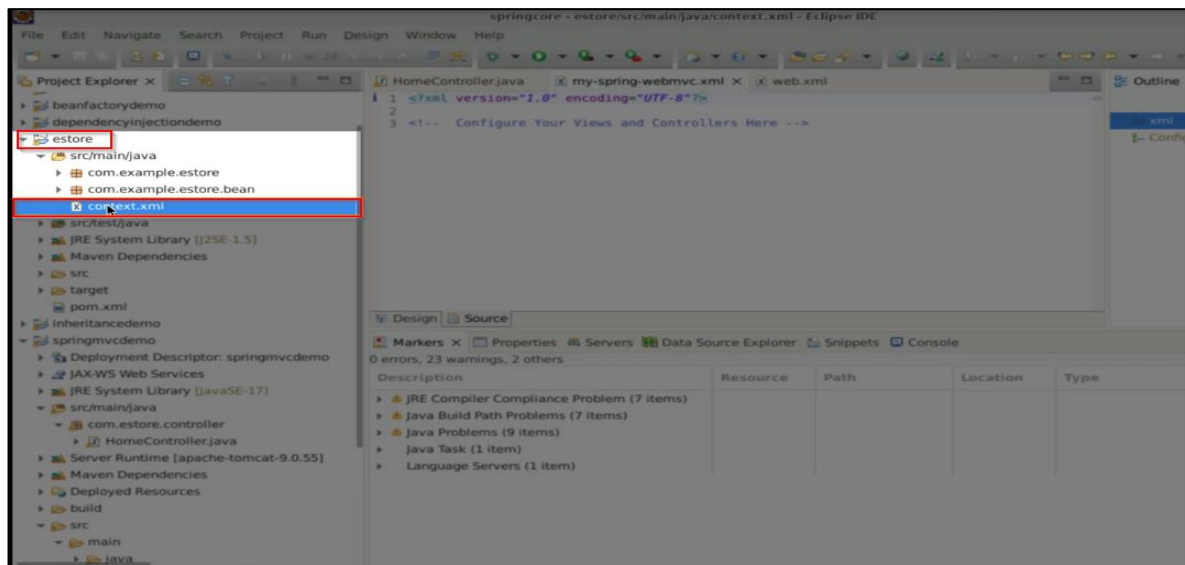 springcore - estore/src/main/java/context.xml - Eclipse IDE
File Edit Navigate Search Project Run Design Window Help
Project Explorer
beanfactorydemo
dependencyinjectiondemo
estore
src/main/java
com.example.estore
com.example.estore.bean
context.xml
src/test/java
JRE System Library [J2SE-1.5]
Maven Dependencies
src
target
pom.xml
inheritancedemo
springmvcdemo
Deployment Descriptor: springmvcdemo
JAX-WS Web Services
JRE System Library [JavaSE-17]
src/main/java
com.estore.controller
HomeController.java
Server Runtime [apache-tomcat-9.0.55]
Maven Dependencies
Deployed Resources
build
src
main
java
HomeController.java my-spring-webmvc.xml web.xml
1 <?xml version="1.0" encoding="UTF-8"?>
2
3 <!-- Configure Your Views and Controllers Here -->
Design Source
Outline
xml
Confi
Markers Properties Servers Data Source Explorer Snippets Console
0 errors, 23 warnings, 2 others
Description Resource Path Location Type
JRE Compiler Compliance Problem (7 items)
Java Build Path Problems (7 items)
Java Problems (9 items)
Java Task (1 item)
Language Servers (1 item)